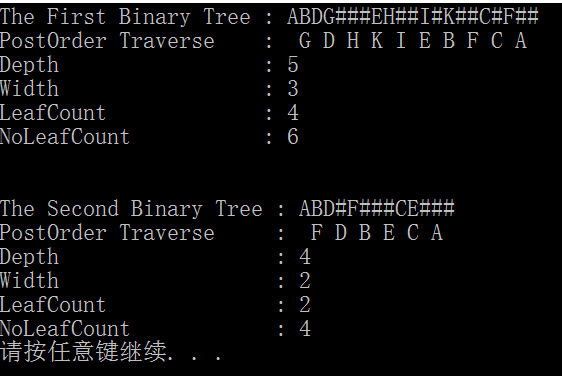 The First Binary Tree : ABDG###EH##I#K##C#F##
PostOrder Traverse    :  G D H K I E B F C A
Depth                 : 5
Width                 : 3
LeafCount             : 4
NoLeafCount           : 6
The Second Binary Tree : ABD#F###CE###
PostOrder Traverse     :  F D B E C A
Depth                  : 4
Width                  : 2
LeafCount              : 2
NoLeafCount            : 4
请按任意键继续. . .